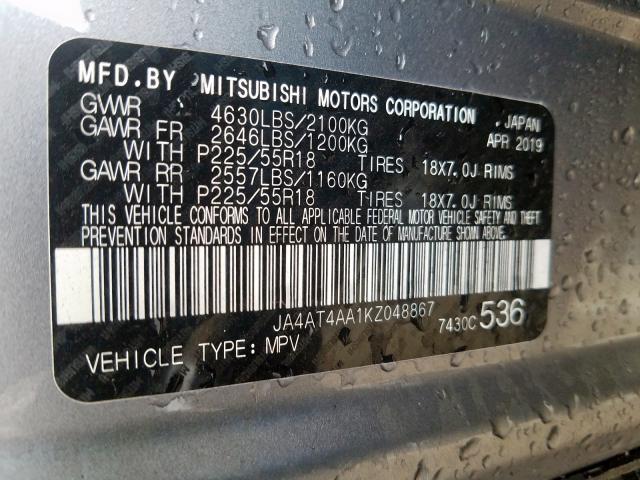 MFD.BY MITSUBISHI MOTORS CORPORATION
GVWR 4630LBS/2100KG JAPAN
GAWR FR 2646LBS/1200KG APR 2019
WITH P225/55R18 TIRES 18X7.0J RIMS
GAWR RR 2557LBS/1160KG
WITH P225/55R18 TIRES 18X7.0J RIMS
THIS VEHICLE CONFORMS TO ALL APPLICABLE FEDERAL MOTOR VEHICLE SAFETY AND THEFT
PREVENTION STANDARDS IN EFFECT ON THE DATE OF MANUFACTURE SHOWN ABOVE.
JA4AT4AA1KZ048867 7430C 536
VEHICLE TYPE: MPV